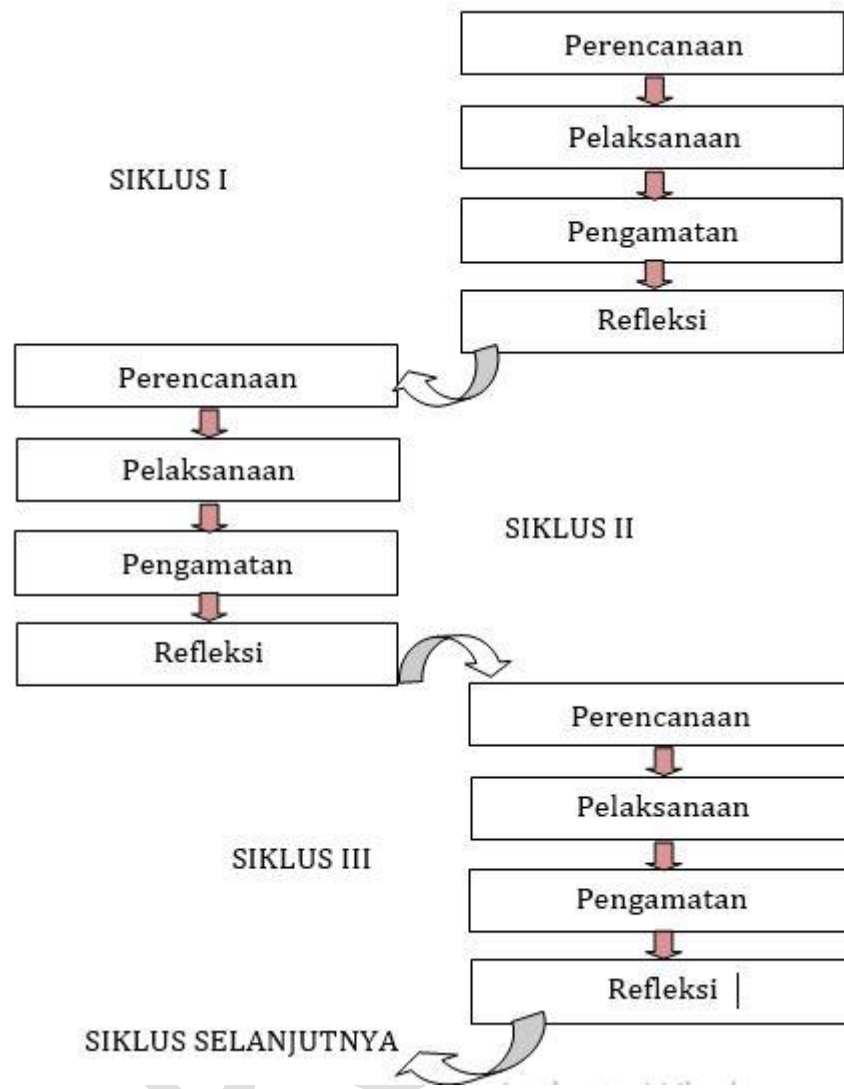 Perencanaan
Pelaksanaan
SIKLUS I
Pengamatan
Refleksi
Perencanaan
Pelaksanaan
SIKLUS II
Pengamatan
Refleksi
Perencanaan
Pelaksanaan
SIKLUS III
Pengamatan
Refleksi
SIKLUS SELANJUTNYA